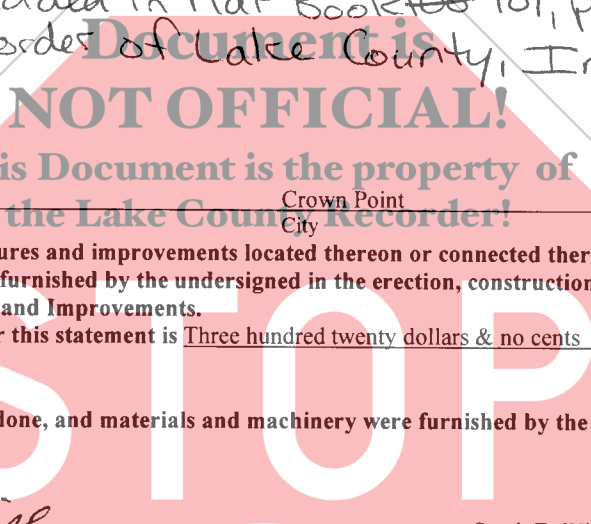 in Plat Book 101, p
order of Lake County, In
Document is
NOT OFFICIAL!
is Document is the property of
the Lake County Recorder!
Crown Point
City
ures and improvements located thereon or connected ther
furnished by the undersigned in the erection, construction
and Improvements.
r this statement is Three hundred twenty dollars & no cents
done, and materials and machinery were furnished by the
STOP